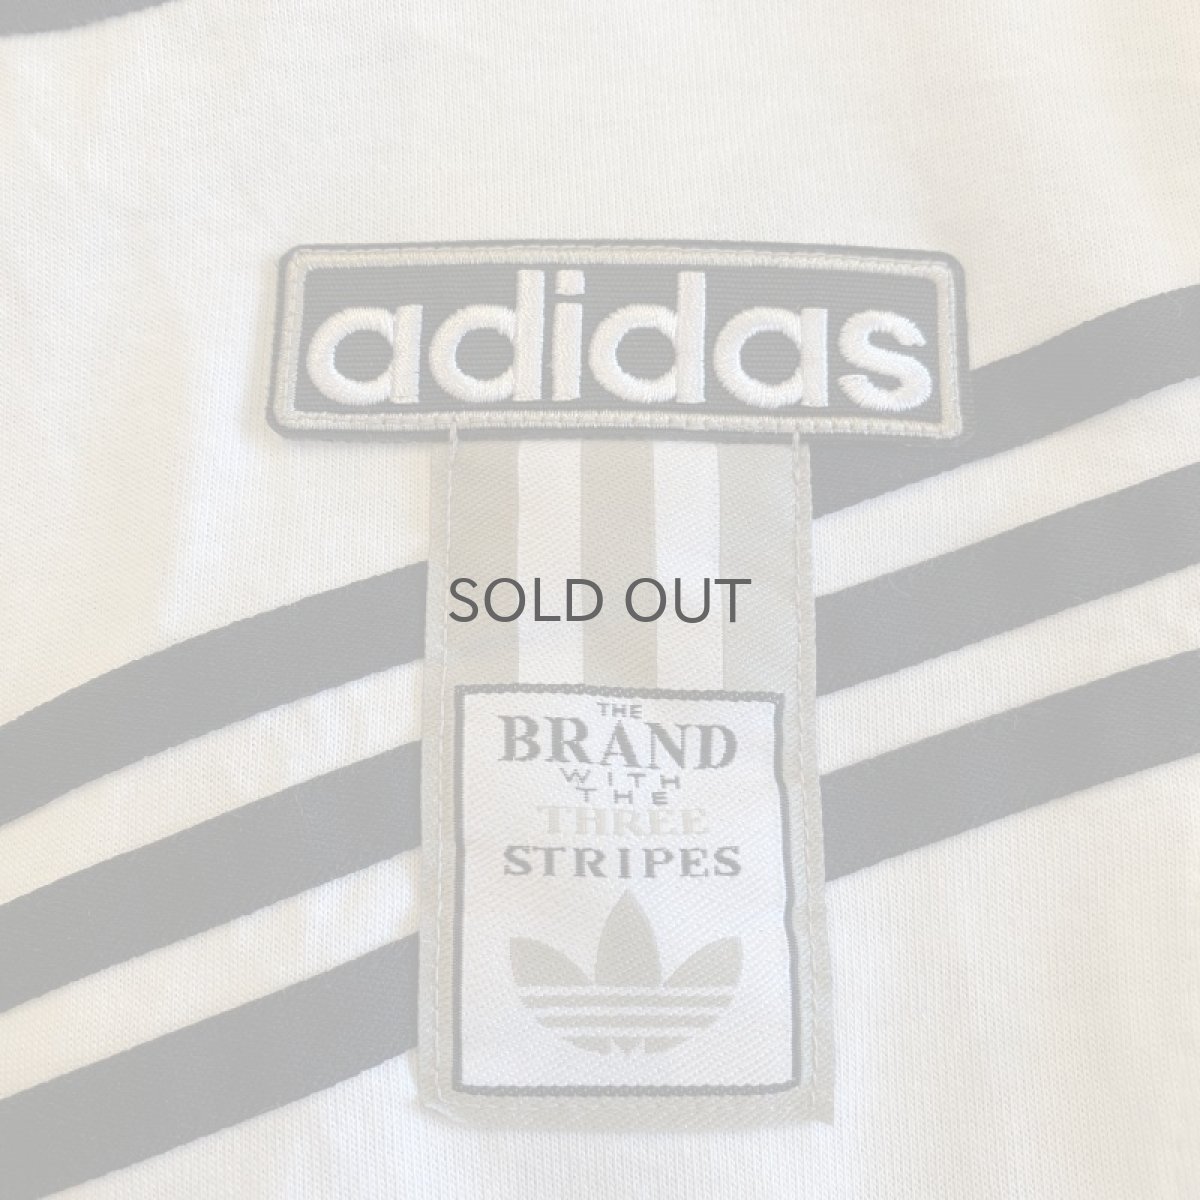 adidas
SOLD OUT
THE
BRAND
WITH
THE
THREE
STRIPES